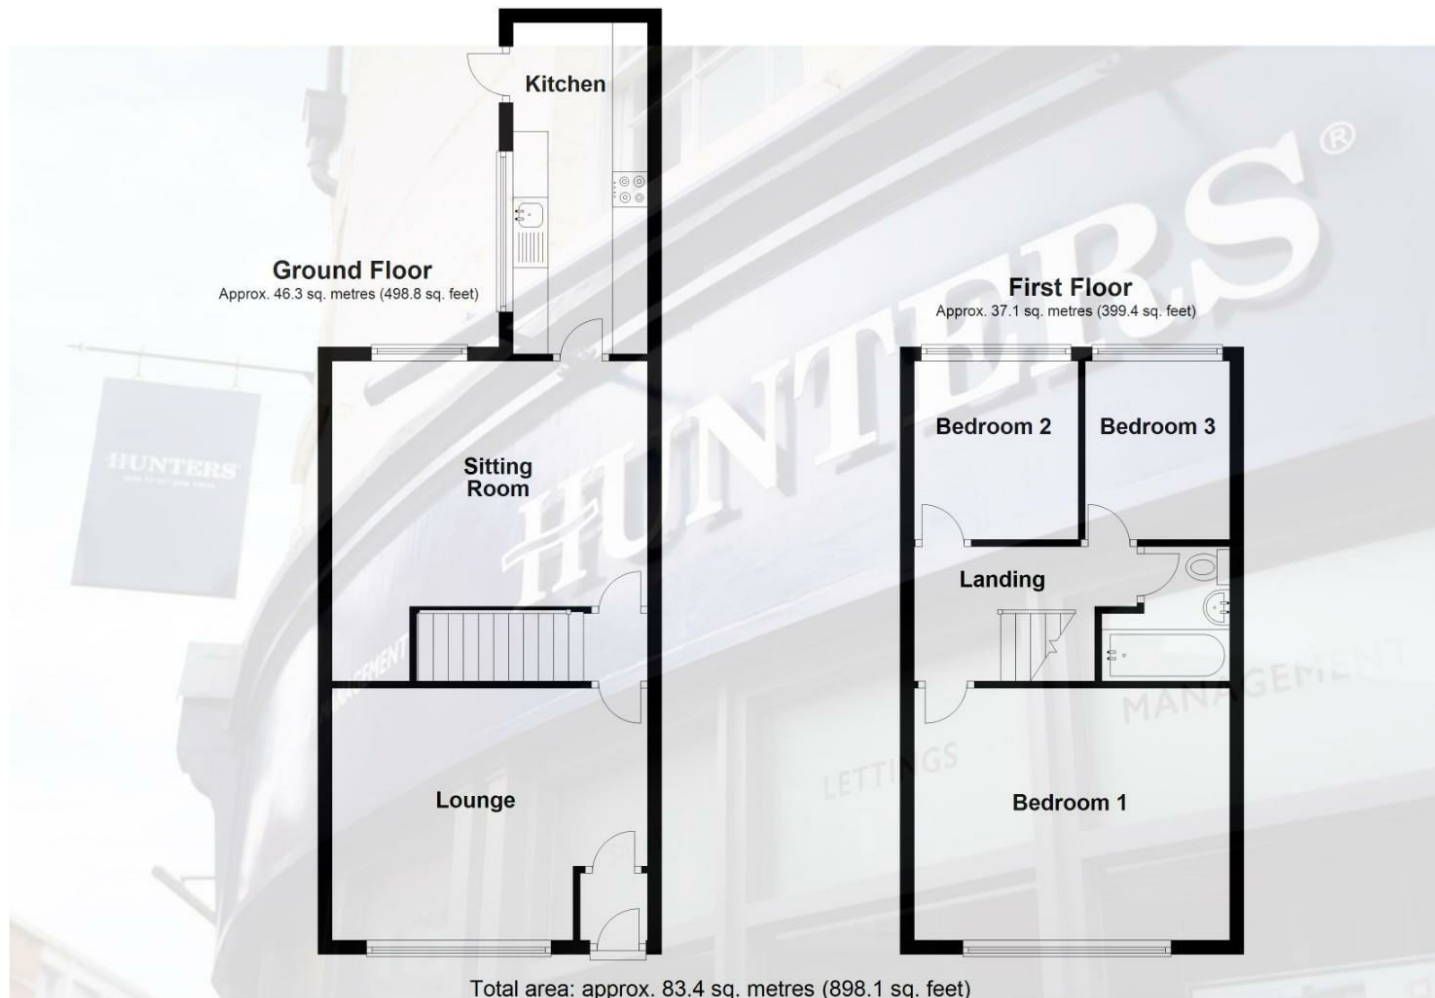 Kitchen
Ground Floor
Approx. 46.3 sq. metres (498.8 sq. feet)
First Floor
Approx. 37.1 sq. metres (399.4 sq. feet)
Bedroom 2
Bedroom 3
Sitting
Room
Landing
Lounge
Bedroom 1
HUNTERS®
HUNTERS
MANAGEMENT
LETTINGS
MANAGEMENT
Total area: approx. 83.4 sq. metres (898.1 sq. feet)